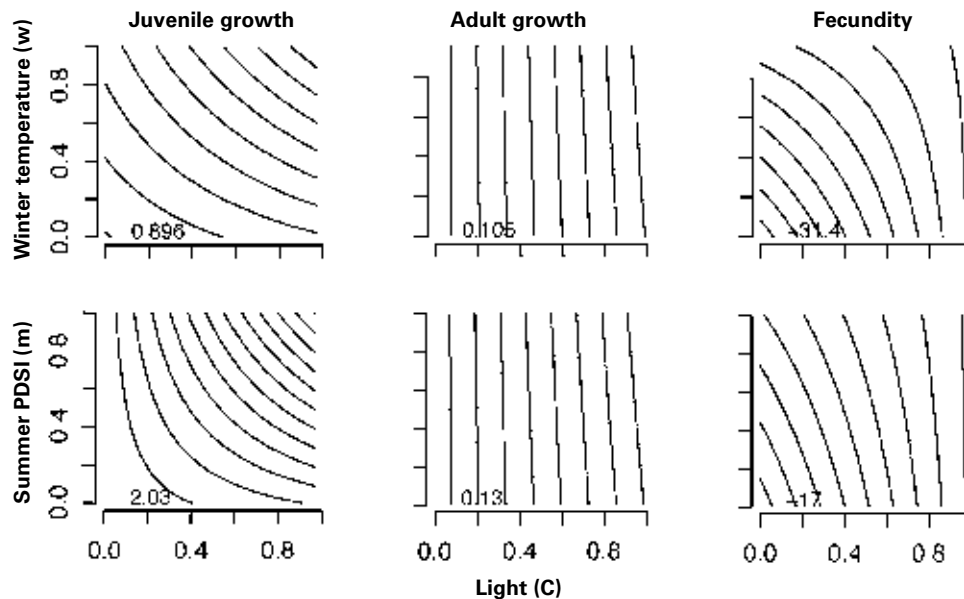 Juvenile growth
Adult growth
Fecundity
Winter temperature (w)
0.8
0.4
0.0
0.896
0.105
-31.4
Summer PDSI (m)
0.8
0.4
0.0
2.03
0.13
-17
0.0 0.4 0.8
0.0 0.4 0.8
0.0 0.4 0.8
Light (C)